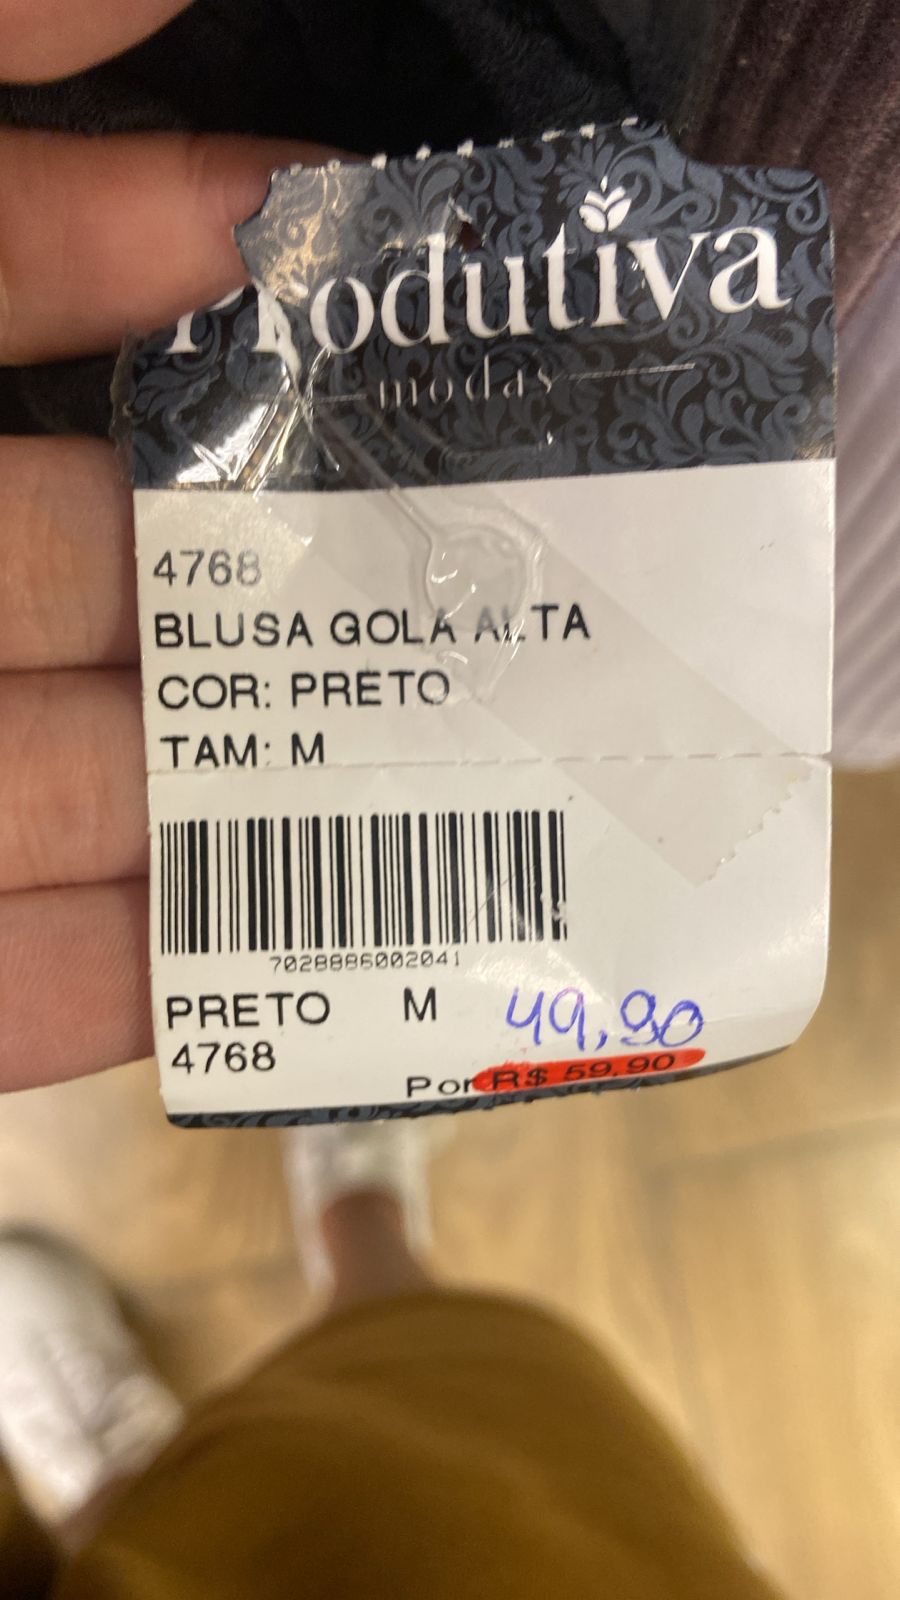 Produtiva
modas
4768
BLUSA GOLA ALTA
COR: PRETO
TAM: M
7028886002041
PRETO M 49,90
4768
Por R$ 59,90